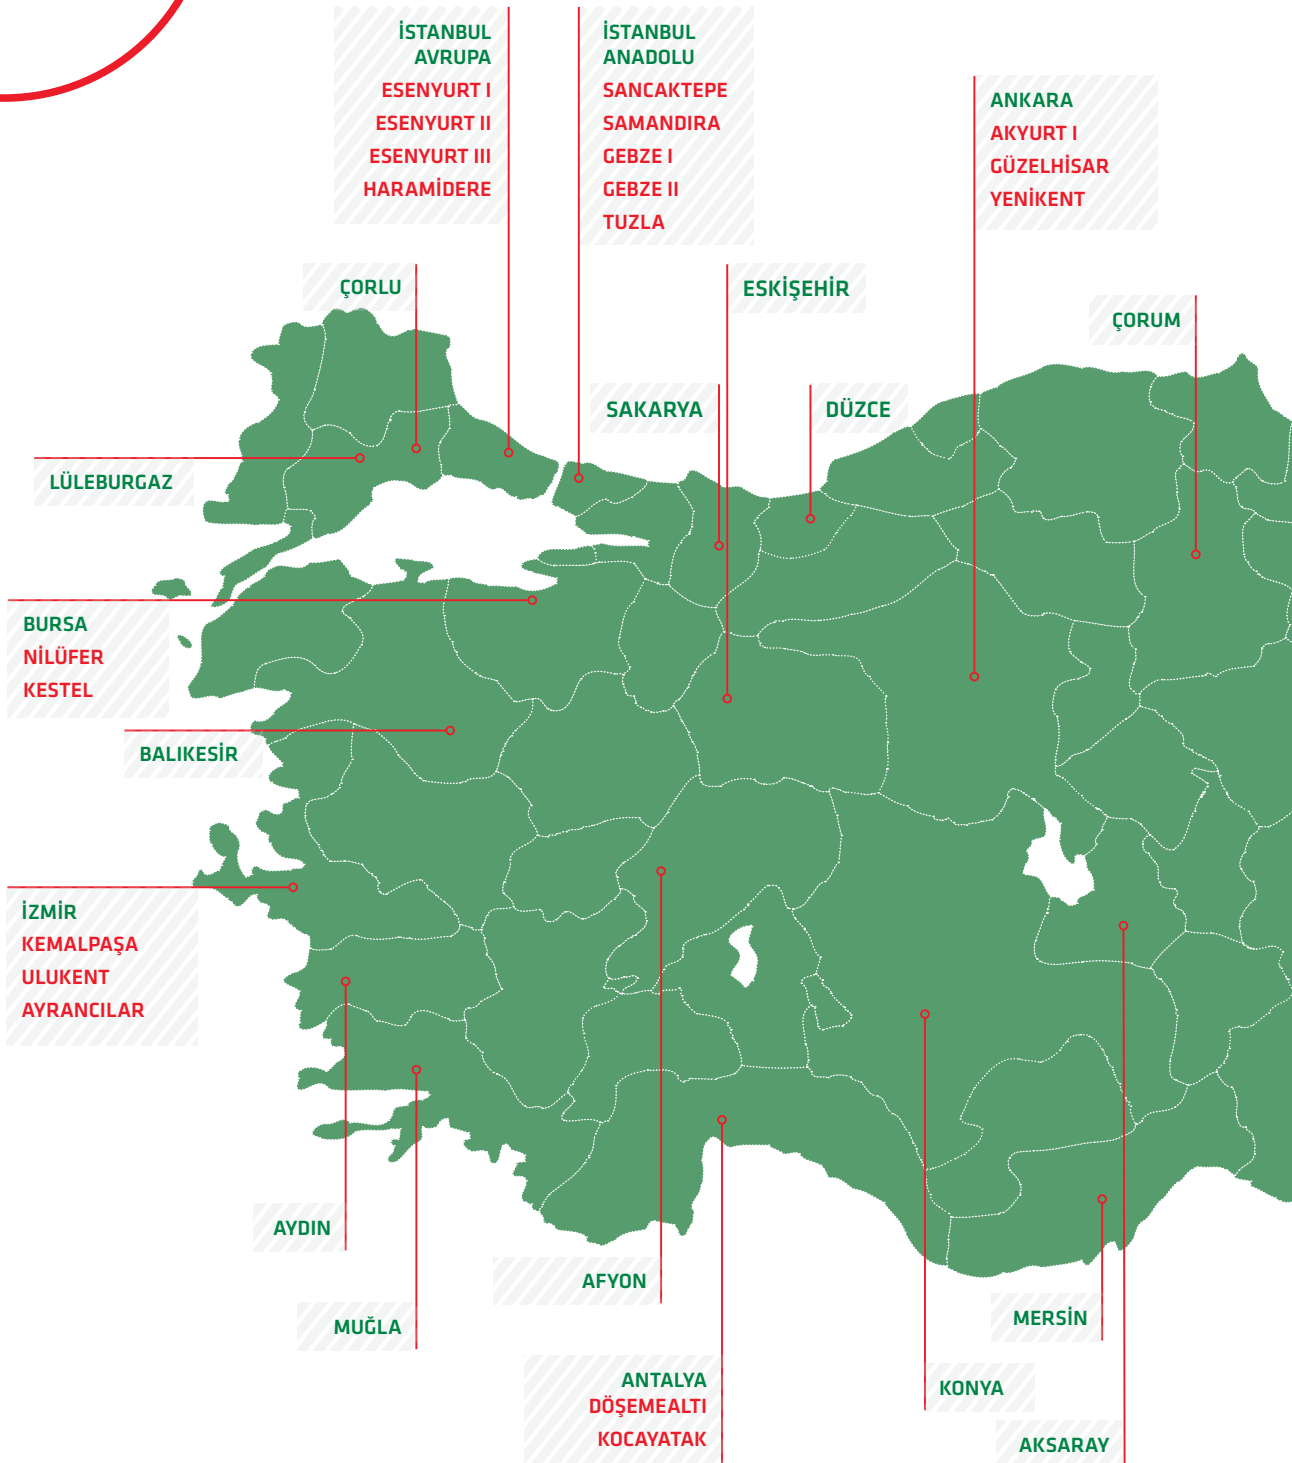 İSTANBUL
AVRUPA
ESENYURT I
ESENYURT II
ESENYURT III
HARAMİDERE
İSTANBUL
ANADOLU
SANCAKTEPE
SAMANDIRA
GEBZE I
GEBZE II
TUZLA
ANKARA
AKYURT I
GÜZELHİSAR
YENİKENT
ÇORLU
ESKİŞEHİR
ÇORUM
SAKARYA
DÜZCE
LÜLEBURGAZ
BURSA
NİLÜFER
KESTEL
BALIKESİR
İZMİR
KEMALPAŞA
ULUKENT
AYRANCILAR
AYDIN
MUĞLA
AFYON
ANTALYA
DÖŞEMEALTI
KOCAYATAK
MERSİN
KONYA
AKSARAY